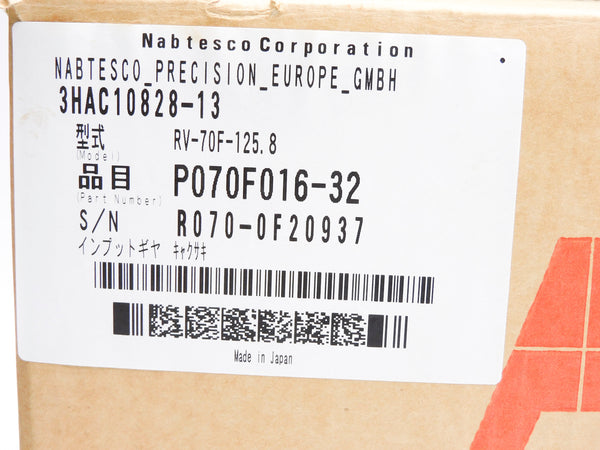 Nabtesco Corporation
NABTESCO_PRECISION_EUROPE_GMBH
3HAC10828-13
型式 RV-70F-125.8
(Model)
品目 P070F016-32
(Part Number)
S/N R070-0F20937
インプットギヤ キャクサキ
Made in Japan